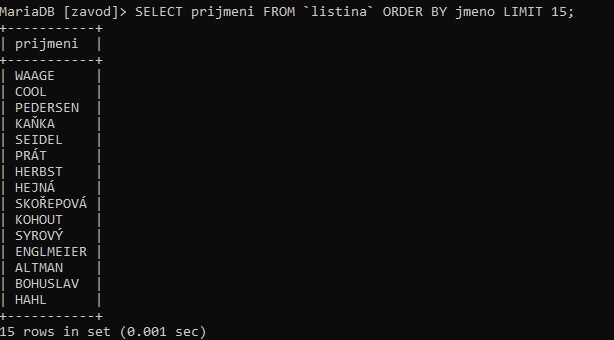 MariaDB [zavod]> SELECT prijmeni FROM `listina` ORDER BY jmeno LIMIT 15;
+-----------+
| prijmeni  |
+-----------+
| WAAGE     |
| COOL      |
| PEDERSEN  |
| KAŇKA     |
| SEIDEL    |
| PRÁT      |
| HERBST    |
| HEJNÁ     |
| SKOŘEPOVÁ |
| KOHOUT    |
| SYROVÝ    |
| ENGLMEIER |
| ALTMAN    |
| BOHUSLAV  |
| HAHL      |
+-----------+
15 rows in set (0.001 sec)